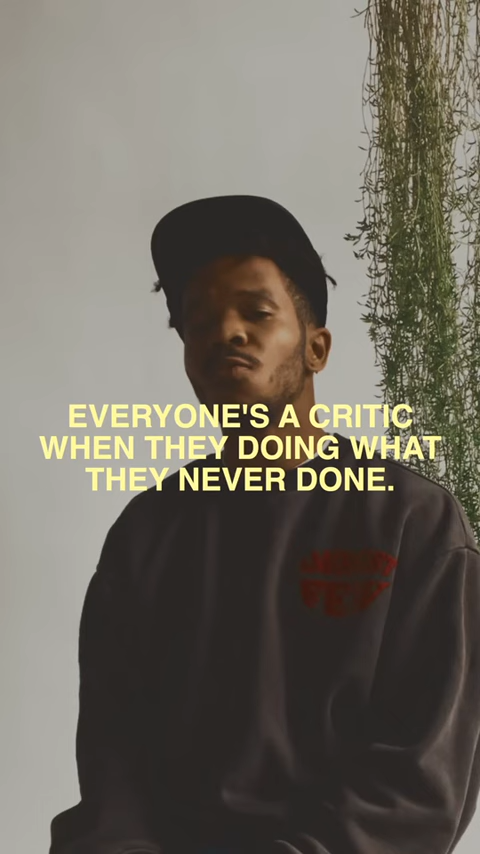 EVERYONE'S A CRITIC
WHEN THEY DOING WHAT
THEY NEVER DONE.